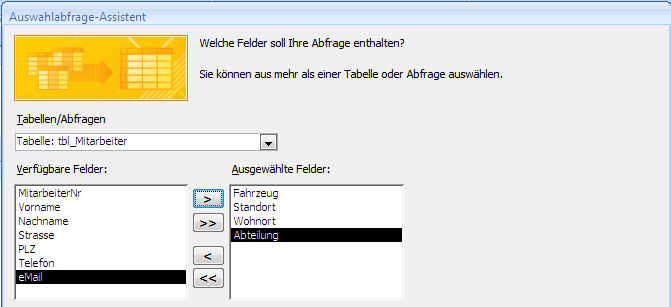 Auswahlabfrage-Assistent
Welche Felder soll Ihre Abfrage enthalten?
Sie können aus mehr als einer Tabelle oder Abfrage auswählen.
Tabellen/Abfragen
Tabelle: tbl_Mitarbeiter
Verfügbare Felder:
Ausgewählte Felder:
MitarbeiterNr
Vorname
Nachname
Strasse
PLZ
Telefon
eMail
>
>>
<
<<
Fahrzeug
Standort
Wohnort
Abteilung